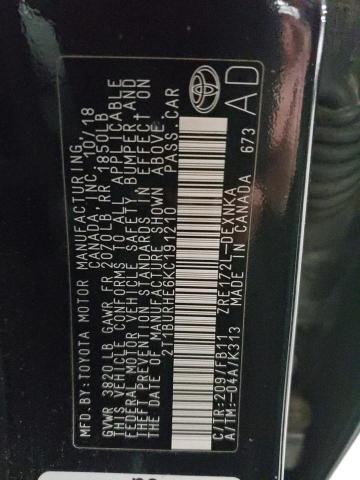 MFD.BY:TOYOTA MOTOR MANUFACTURING,
CANADA, INC. 10/18
GVWR 3820LB GAWR FR 2070LB RR 1850LB
THIS VEHICLE CONFORMS TO ALL APPLICABLE
FEDERAL MOTOR VEHICLE SAFETY, BUMPER,AND
THEFT PREVENTION STANDARDS IN EFFECT ON
THE DATE OF MANUFACTURE SHOWN ABOVE.
2T1BURHE6KC191210 PASS.CAR
C/TR:209/FB11 ZRE172L-DEXNKA
A/TM:-04A/K313 MADE IN CANADA 673
AD